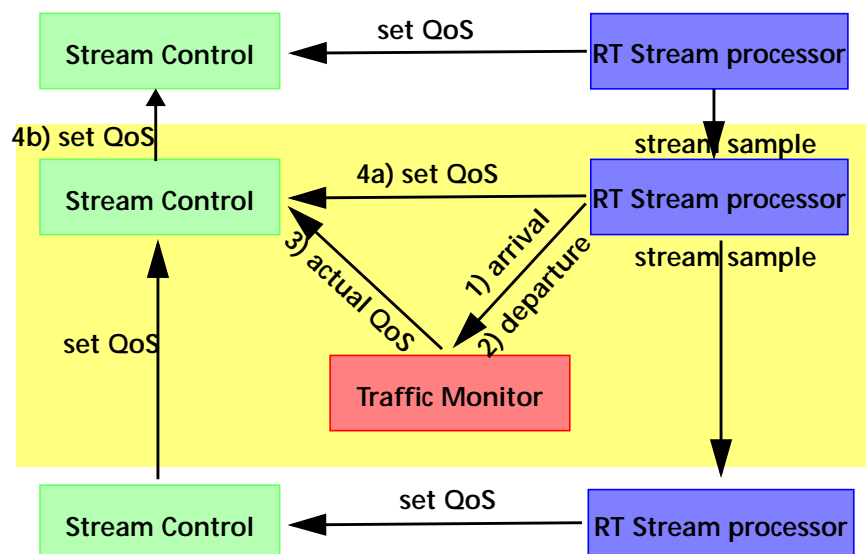 set QoS
Stream Control
RT Stream processor
4b) set QoS
stream sample
4a) set QoS
Stream Control
RT Stream processor
1) arrival
2) departure
3) actual QoS
stream sample
set QoS
Traffic Monitor
set QoS
Stream Control
RT Stream processor